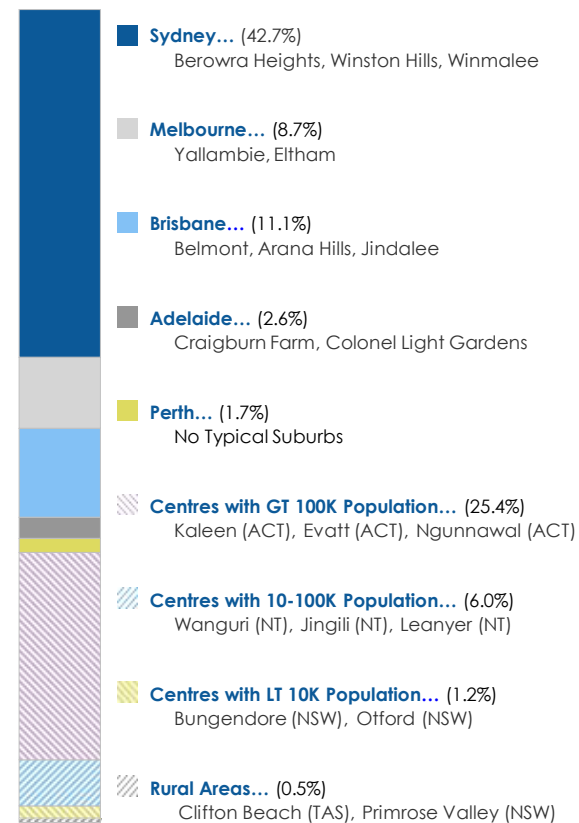 Sydney… (42.7%)
Berowra Heights, Winston Hills, Winmalee
Melbourne… (8.7%)
Yallambie, Eltham
Brisbane… (11.1%)
Belmont, Arana Hills, Jindalee
Adelaide… (2.6%)
Craigburn Farm, Colonel Light Gardens
Perth… (1.7%)
No Typical Suburbs
Centres with GT 100K Population… (25.4%)
Kaleen (ACT), Evatt (ACT), Ngunnawal (ACT)
Centres with 10-100K Population… (6.0%)
Wanguri (NT), Jingili (NT), Leanyer (NT)
Centres with LT 10K Population… (1.2%)
Bungendore (NSW), Otford (NSW)
Rural Areas… (0.5%)
Clifton Beach (TAS), Primrose Valley (NSW)